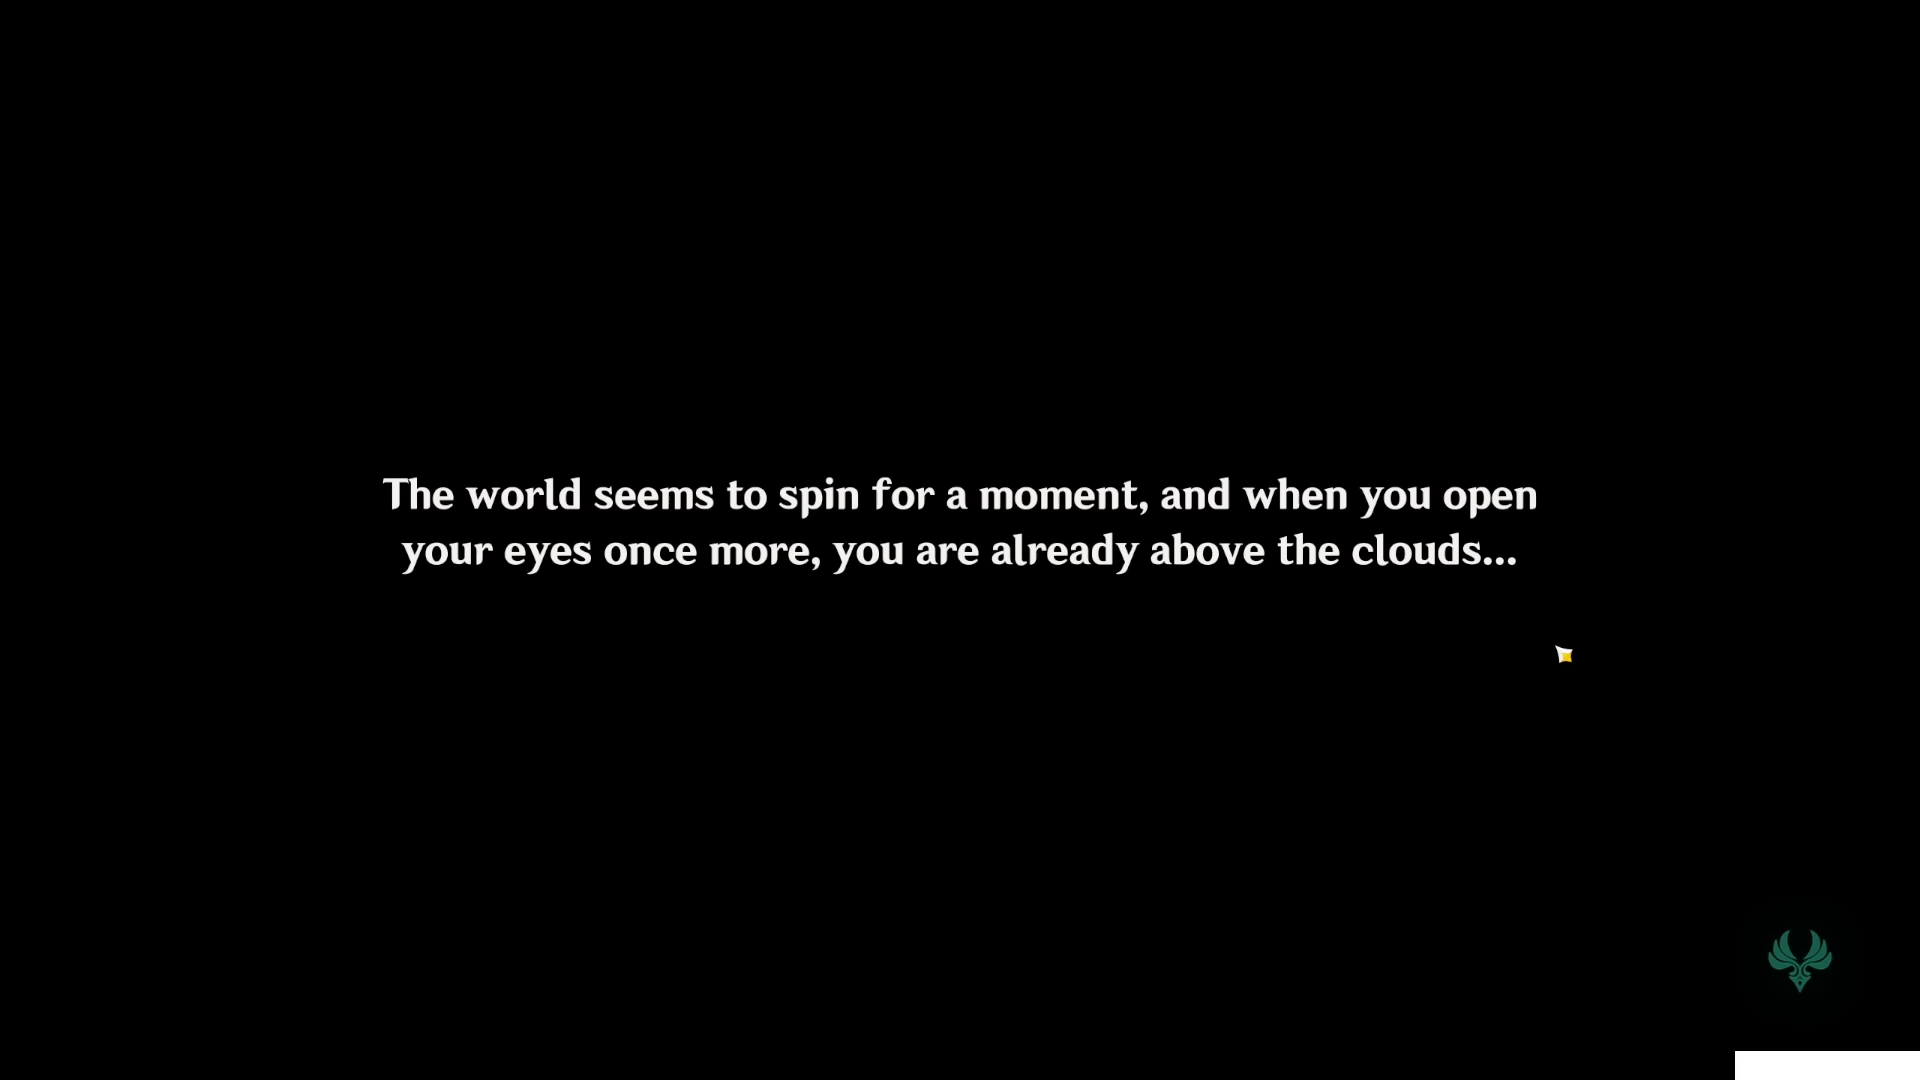 The world seems to spin for a moment, and when you open
your eyes once more, you are already above the clouds...